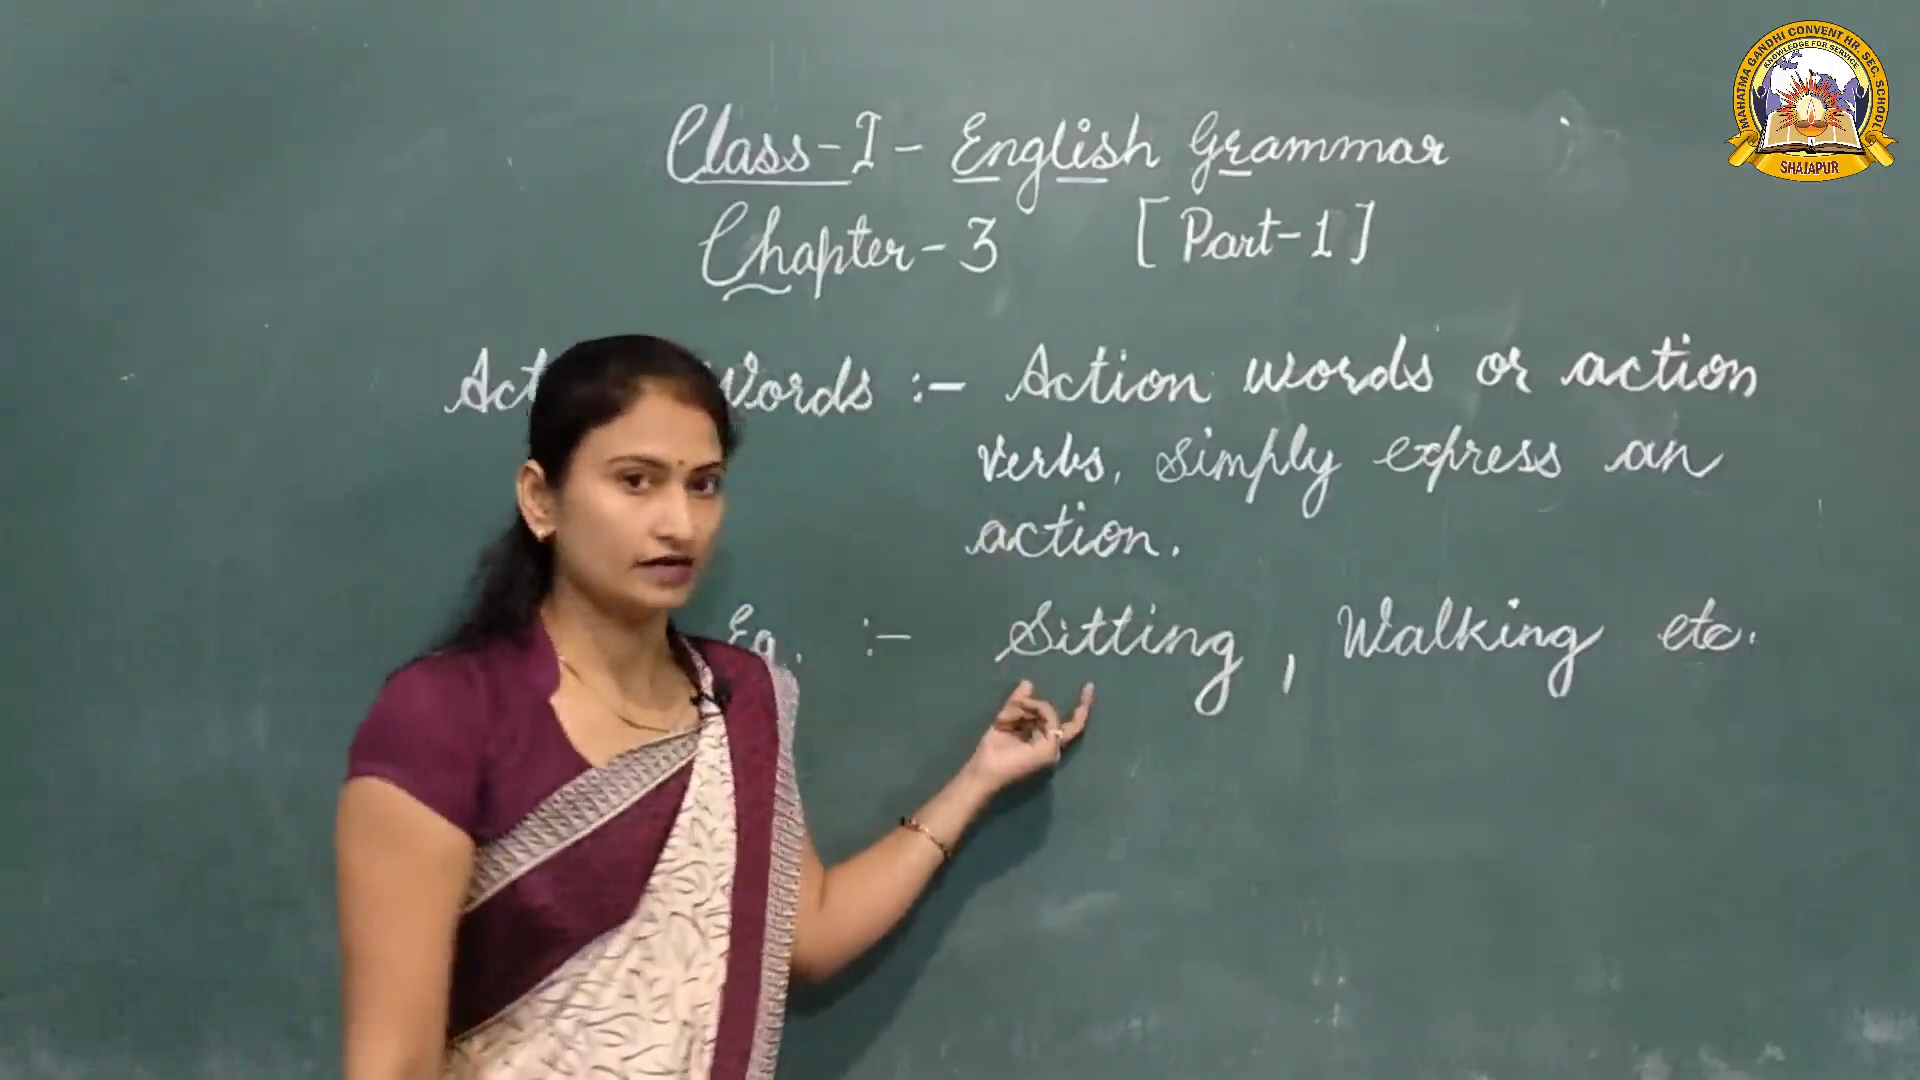 Class-I- English Grammar
Chapter-3 [Part-1]
Words :- Action words or action
verbs, simply express an
action.
Eg. :- Sitting, Walking etc.
MAHATMA GANDHI CONVENT HR. SEC. SCHOOL
KNOWLEDGE FOR SERVICE
SHAJAPUR